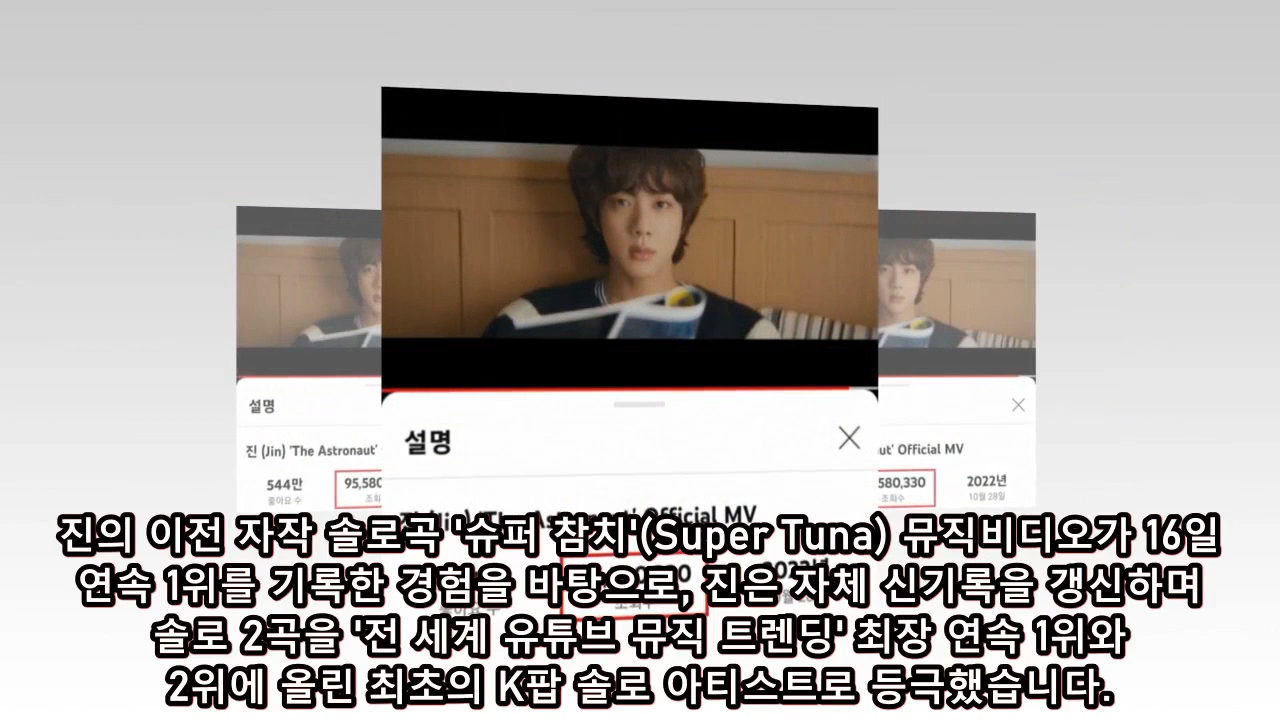 설명
진 (Jin) 'The Astronaut'
544만
좋아요 수
95,580
조회
설명
Official MV
ut' Official MV
580,330
조회수
2022년
10월 28일
진의 이전 자작 솔로곡 '슈퍼 참치'(Super Tuna) 뮤직비디오가 16일
연속 1위를 기록한 경험을 바탕으로, 진은 자체 신기록을 갱신하며
솔로 2곡을 '전 세계 유튜브 뮤직 트렌딩' 최장 연속 1위와
2위에 올린 최초의 K팝 솔로 아티스트로 등극했습니다.